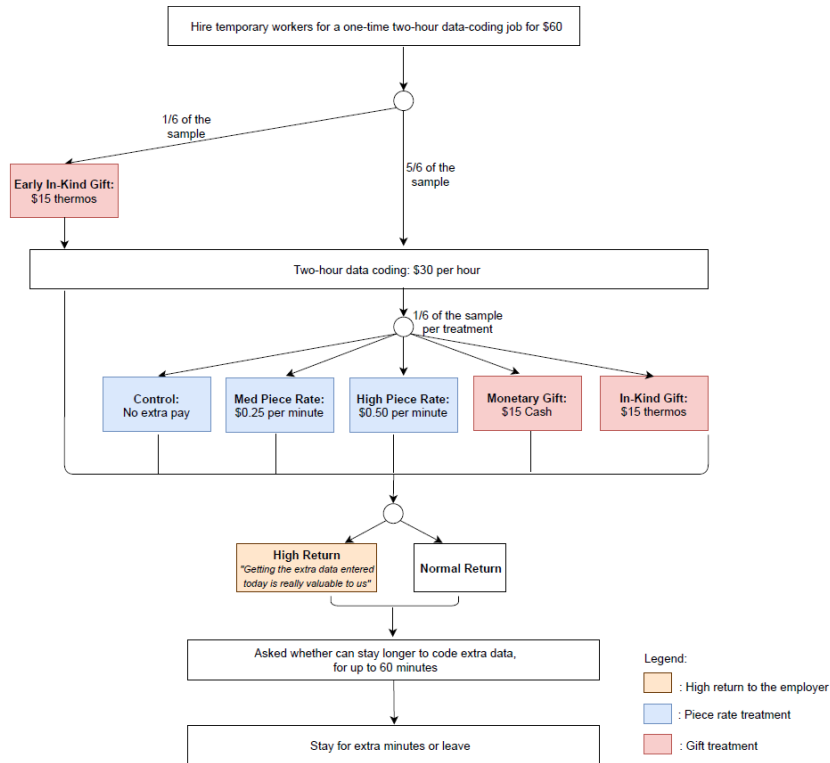 Hire temporary workers for a one-time two-hour data-coding job for $60
1/6 of the
sample
5/6 of the
sample
Early In-Kind Gift:
$15 thermos
Two-hour data coding: $30 per hour
1/6 of the sample
per treatment
Control:
No extra pay
Med Piece Rate:
$0.25 per minute
High Piece Rate:
$0.50 per minute
Monetary Gift:
$15 Cash
In-Kind Gift:
$15 thermos
High Return
"Getting the extra data entered
today is really valuable to us"
Normal Return
Asked whether can stay longer to code extra data,
for up to 60 minutes
Stay for extra minutes or leave
Legend:
: High return to the employer
: Piece rate treatment
: Gift treatment